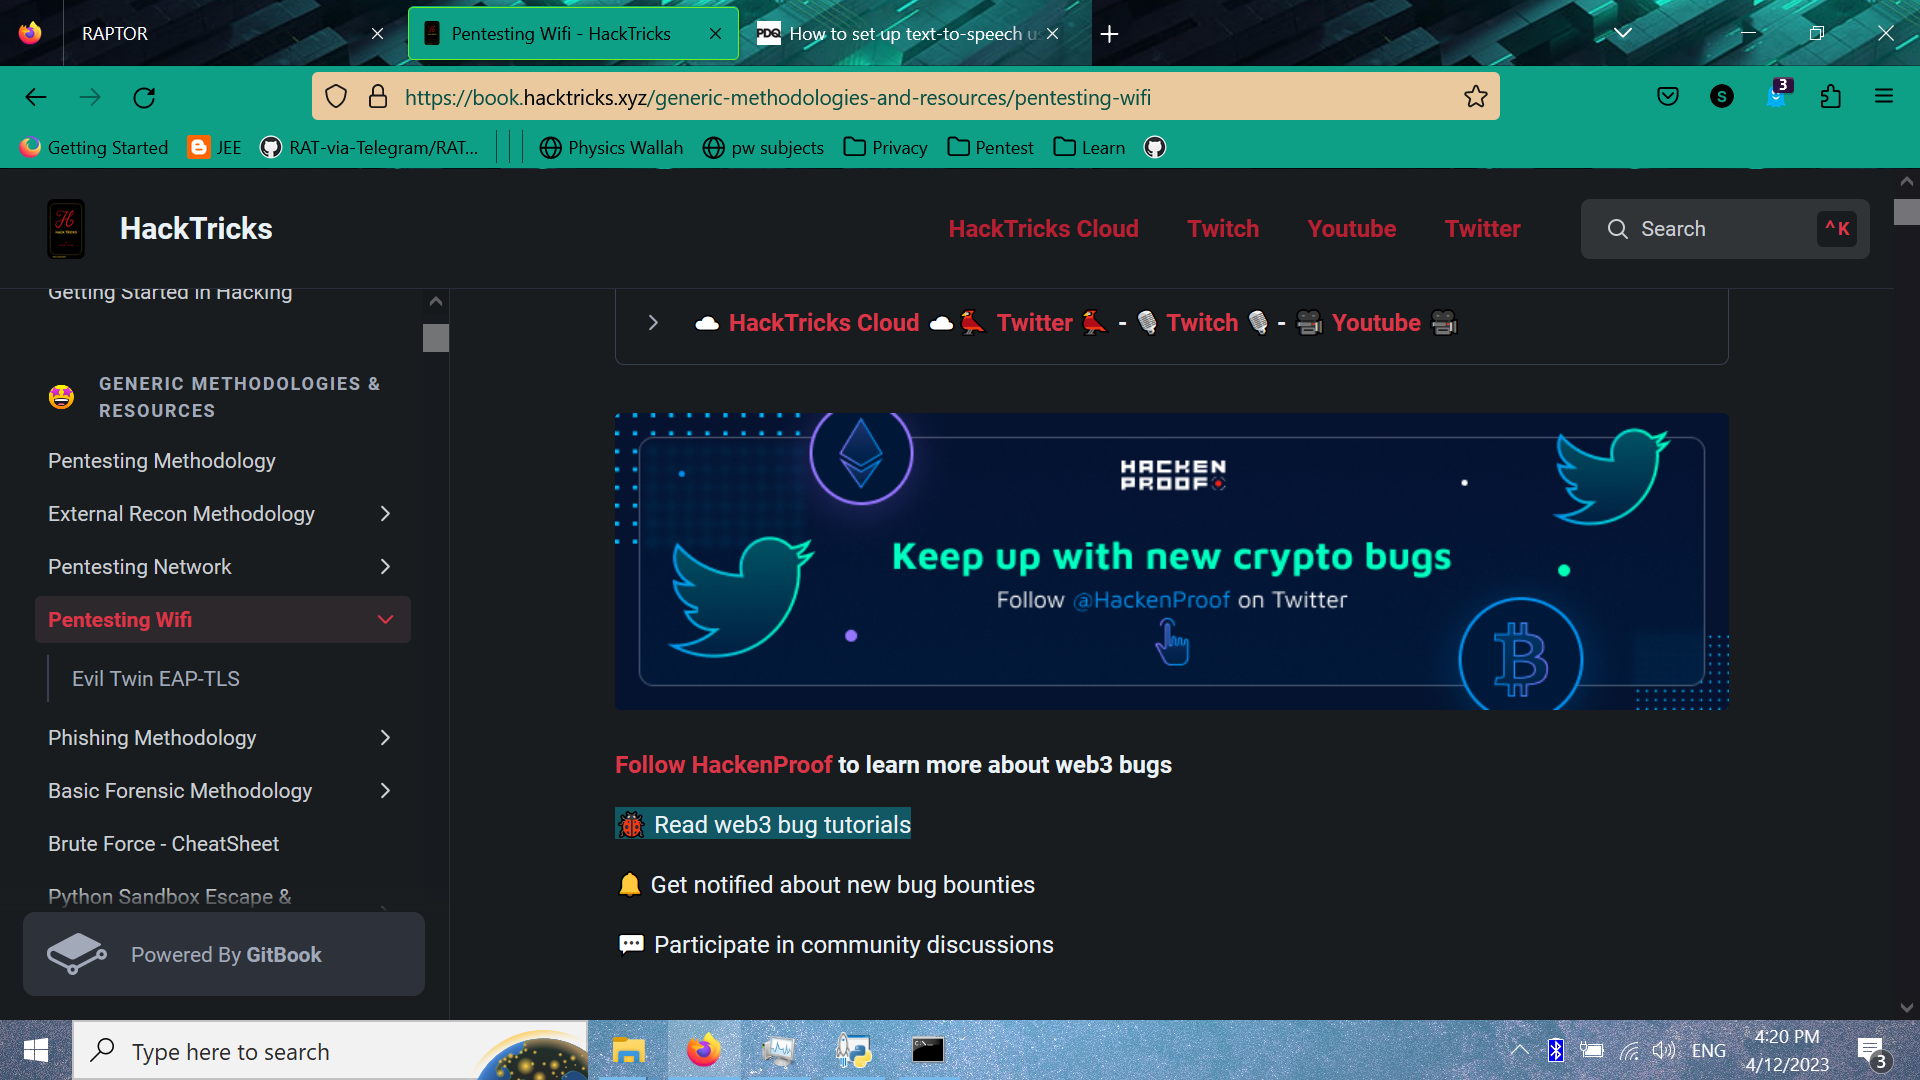 RAPTOR
Pentesting Wifi - HackTricks
PDQ How to set up text-to-speech us
https://book.hacktricks.xyz/generic-methodologies-and-resources/pentesting-wifi
S
3
Getting Started
JEE
RAT-via-Telegram/RAT...
Physics Wallah
pw subjects
Privacy
Pentest
Learn
HackTricks
HackTricks Cloud
Twitch
Youtube
Twitter
Search
^K
Getting Started in Hacking
GENERIC METHODOLOGIES &
RESOURCES
Pentesting Methodology
External Recon Methodology
Pentesting Network
Pentesting Wifi
Evil Twin EAP-TLS
Phishing Methodology
Basic Forensic Methodology
Brute Force - CheatSheet
Python Sandbox Escape &
Powered By GitBook
☁️ HackTricks Cloud ☁️🐦 Twitter 🐦 - 🎙️ Twitch 🎙️ - 🎥 Youtube 🎥
HACKEN
PROOF
Keep up with new crypto bugs
Follow @HackenProof on Twitter
Follow HackenProof to learn more about web3 bugs
🐞 Read web3 bug tutorials
🔔 Get notified about new bug bounties
💬 Participate in community discussions
Type here to search
ENG
4:20 PM
4/12/2023
3